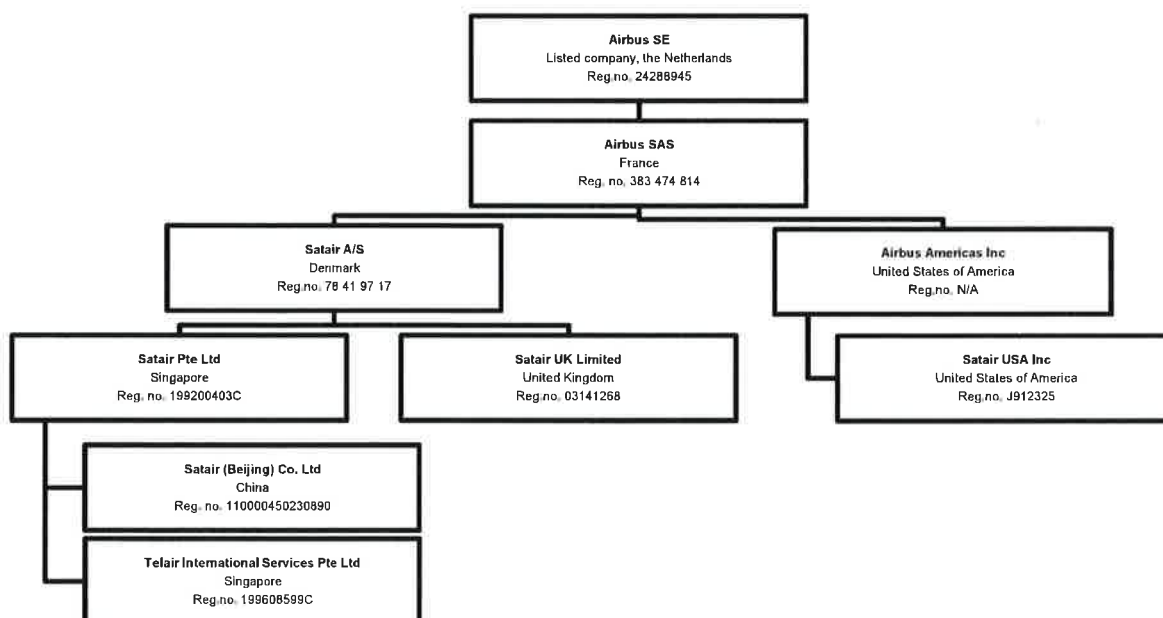 Airbus SE
Listed company, the Netherlands
Reg.no. 24288945
Airbus SAS
France
Reg. no. 383 474 814
Satair A/S
Denmark
Reg.no. 78 41 97 17
Airbus Americas Inc
United States of America
Reg.no. N/A
Satair Pte Ltd
Singapore
Reg. no. 199200403C
Satair UK Limited
United Kingdom
Reg.no. 03141268
Satair USA Inc
United States of America
Reg.no. J912325
Satair (Beijing) Co. Ltd
China
Reg. no. 110000450230890
Telair International Services Pte Ltd
Singapore
Reg.no. 199608599C